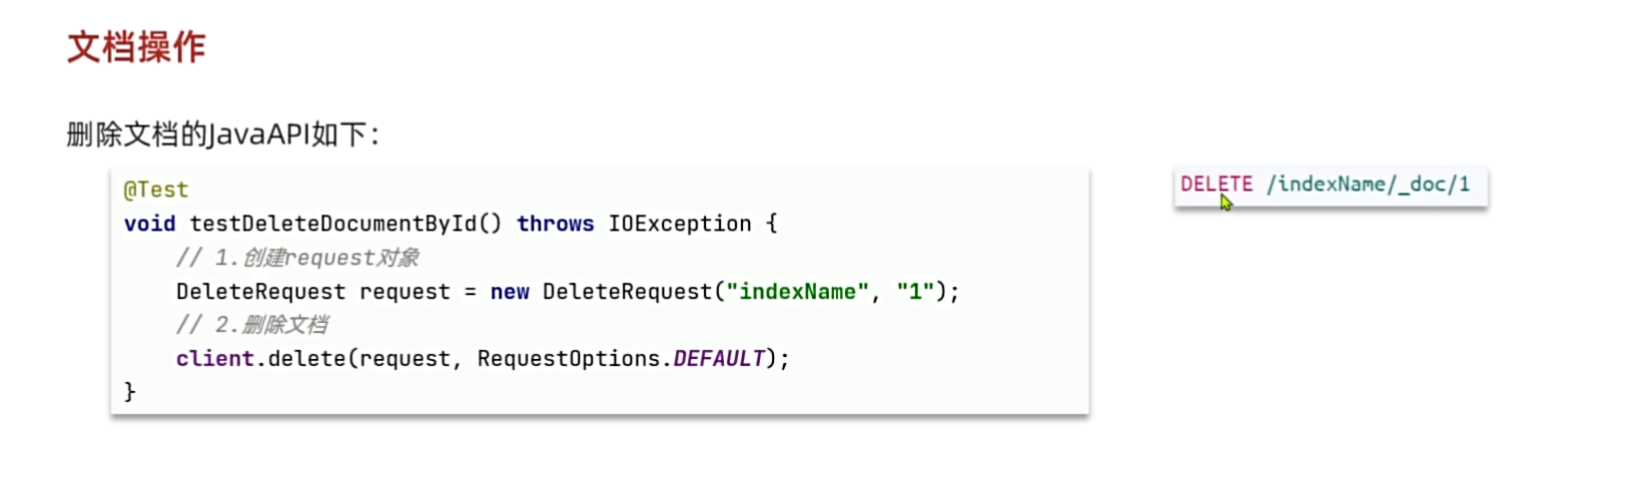 文档操作
删除文档的JavaAPI如下：
@Test
void testDeleteDocumentById() throws IOException {
    // 1.创建request对象
    DeleteRequest request = new DeleteRequest("indexName", "1");
    // 2.删除文档
    client.delete(request, RequestOptions.DEFAULT);
}
DELETE /indexName/_doc/1